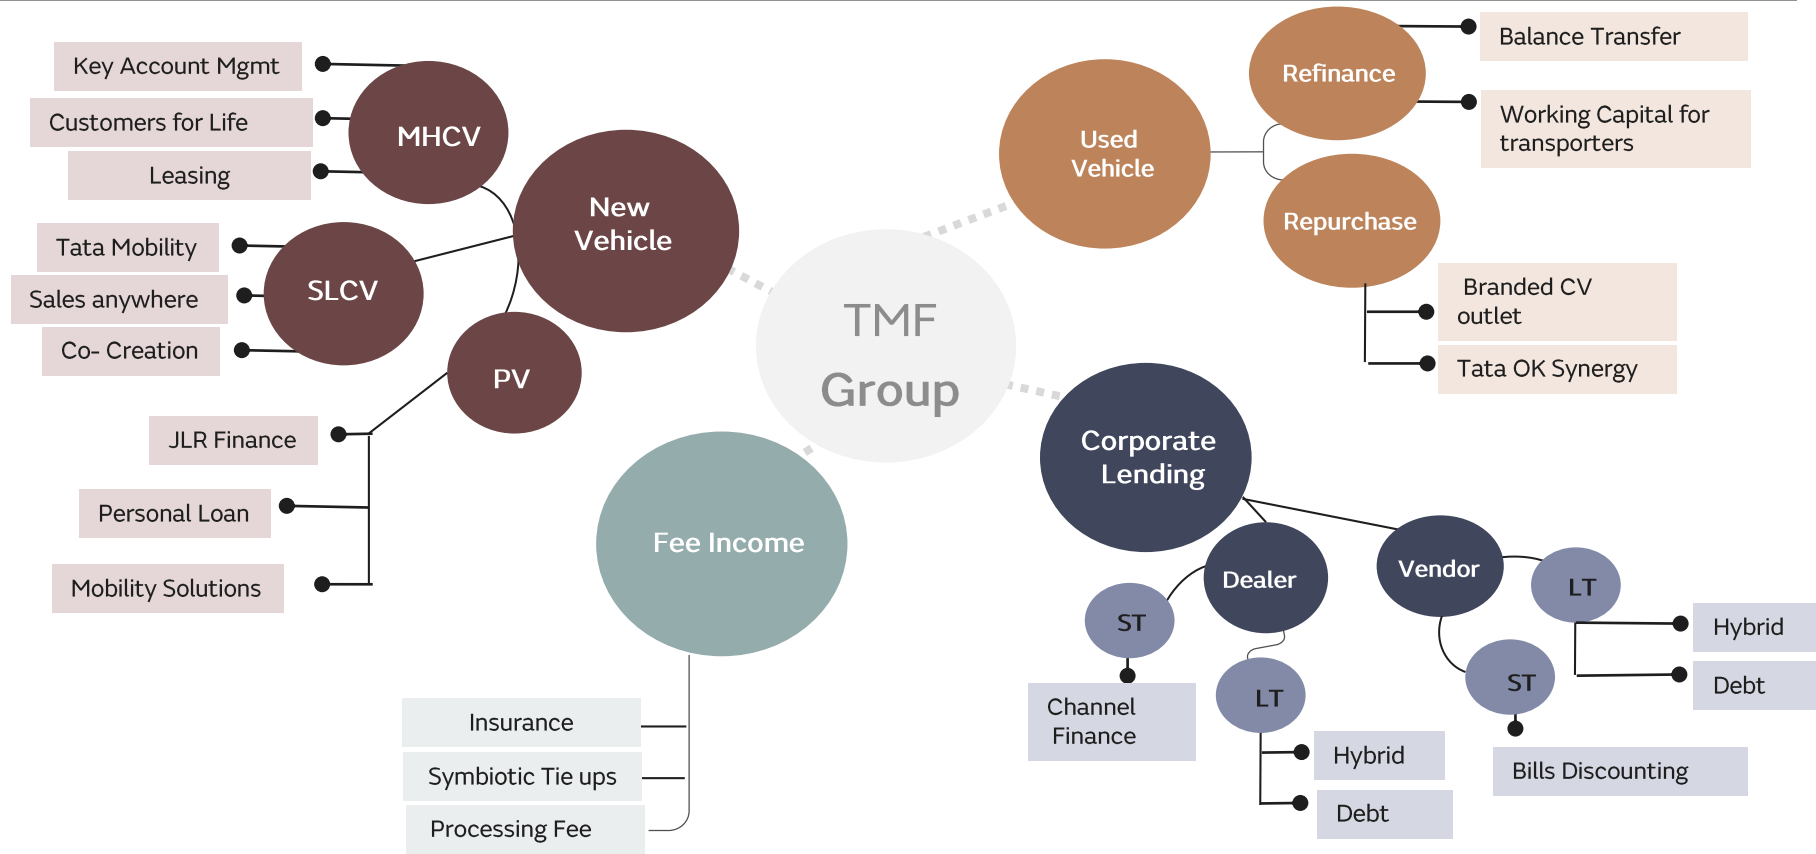 TMF
Group
New
Vehicle
MHCV
Key Account Mgmt
Customers for Life
Leasing
SLCV
Tata Mobility
Sales anywhere
Co- Creation
PV
JLR Finance
Personal Loan
Mobility Solutions
Used
Vehicle
Refinance
Balance Transfer
Working Capital for
transporters
Repurchase
Branded CV
outlet
Tata OK Synergy
Fee Income
Insurance
Symbiotic Tie ups
Processing Fee
Corporate
Lending
Dealer
ST
Channel
Finance
LT
Hybrid
Debt
Vendor
LT
Hybrid
Debt
ST
Bills Discounting